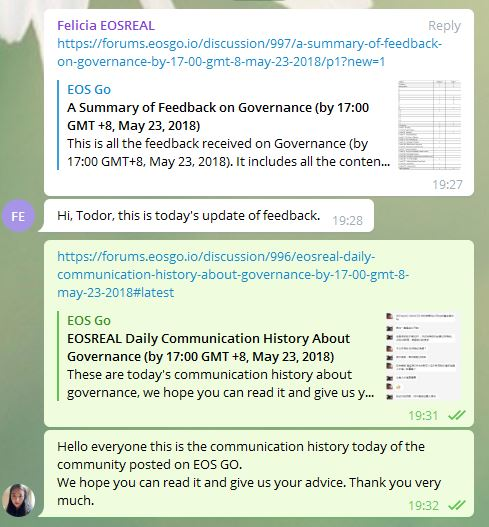 Felicia EOSREAL Reply
https://forums.eosgo.io/discussion/997/a-summary-of-feedback-
on-governance-by-17-00-gmt-8-may-23-2018/p1?new=1
EOS Go
A Summary of Feedback on Governance (by 17:00
GMT +8, May 23, 2018)
This is all the feedback received on Governance (by
17:00 GMT+8, May 23, 2018). It includes all the conten...
19:27
FE
Hi, Todor, this is today's update of feedback. 19:28
https://forums.eosgo.io/discussion/996/eosreal-daily-
communication-history-about-governance-by-17-00-gmt-8-
may-23-2018#latest
EOS Go
EOSREAL Daily Communication History About
Governance (by 17:00 GMT +8, May 23, 2018)
These are today's communication history about
governance, we hope you can read it and give us y...
19:31
Hello everyone this is the communication history today of the
community posted on EOS GO.
We hope you can read it and give us your advice. Thank you very
much.
19:32